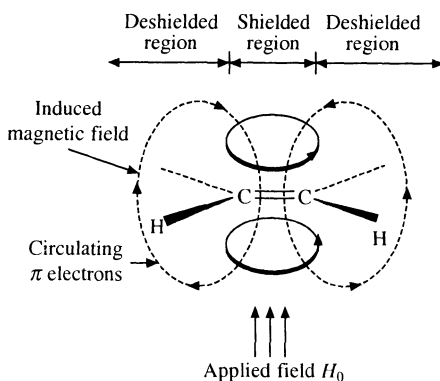 Deshielded Shielded Deshielded
region region region
Induced
magnetic field
C C
H H
Circulating
π electrons
Applied field H₀